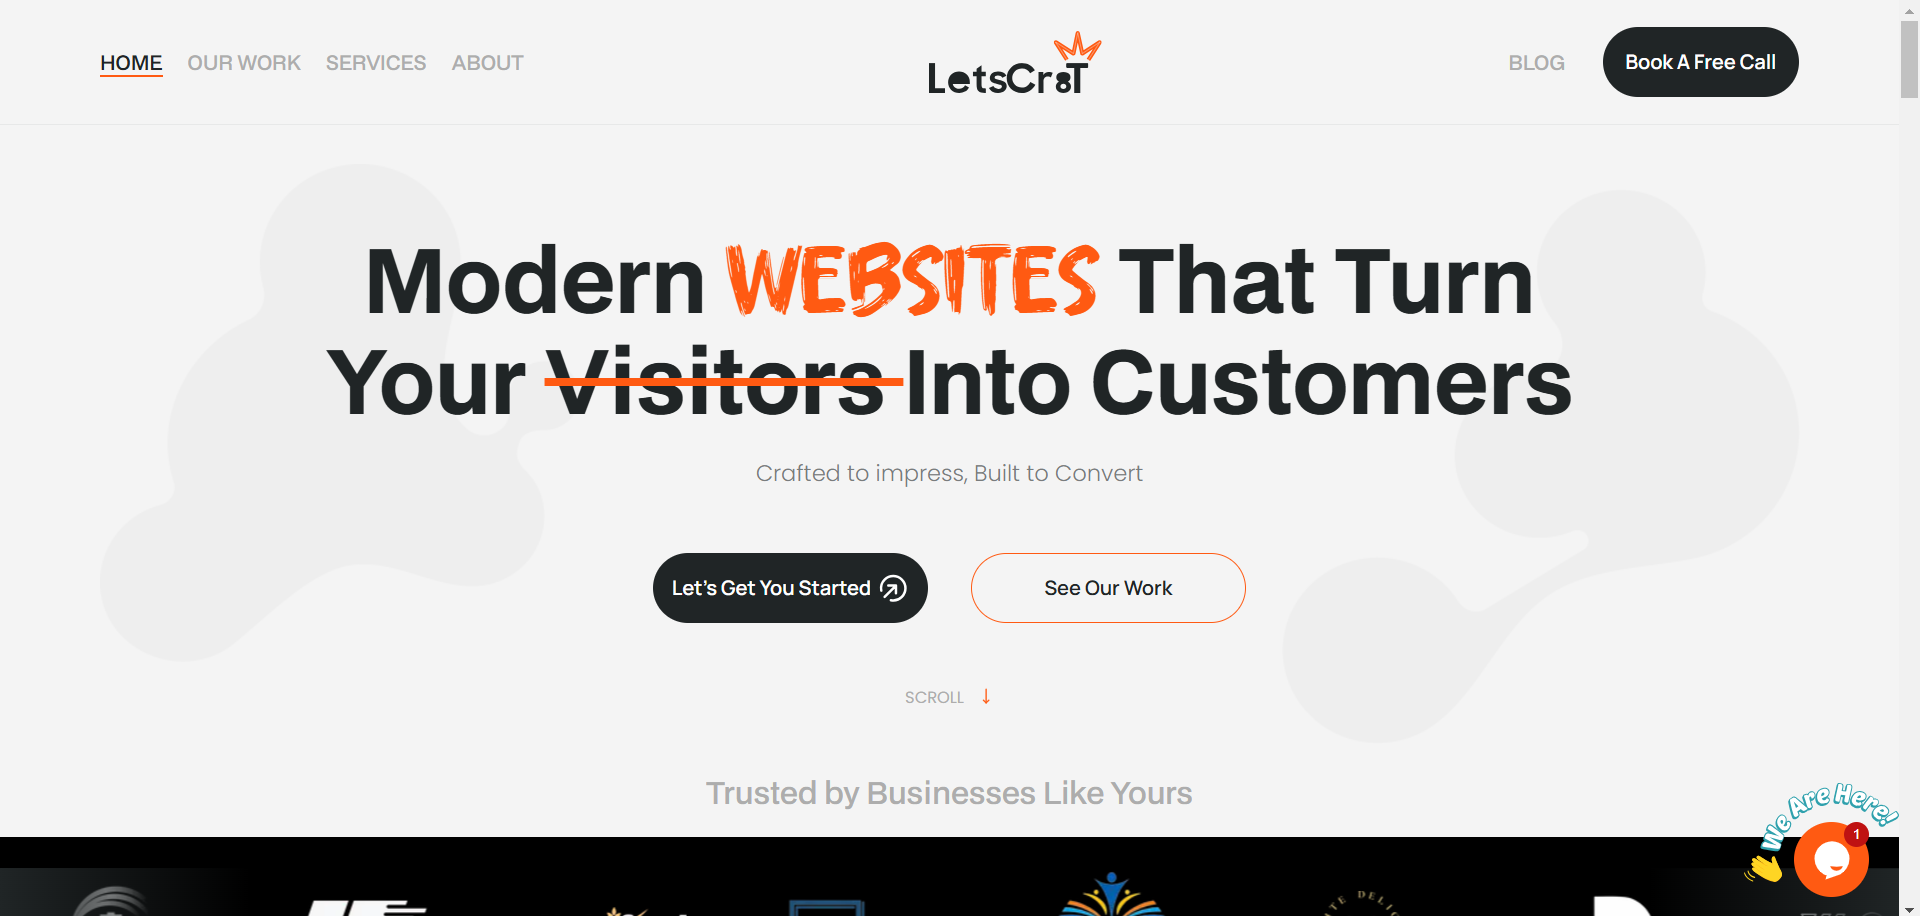 HOME OUR WORK SERVICES ABOUT
LetsCr8T
BLOG
Book A Free Call
Modern WEBSITES That Turn
Your Visitors Into Customers
Crafted to impress, Built to Convert
Let's Get You Started
See Our Work
SCROLL ↓
Trusted by Businesses Like Yours
We Are Here!
1